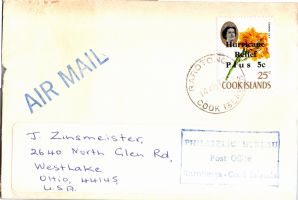 Hurricane
Relief
Plus 5c
25c
COOK ISLANDS
RAROTONGA
COOK ISLANDS
AIR MAIL
J. Zinsmeister,
2640 North Glen Rd,
Westlake
Ohio, 44145
U.S.A.
PHILATELIC BUREAU
Post Office
Rarotonga - Cook Islands